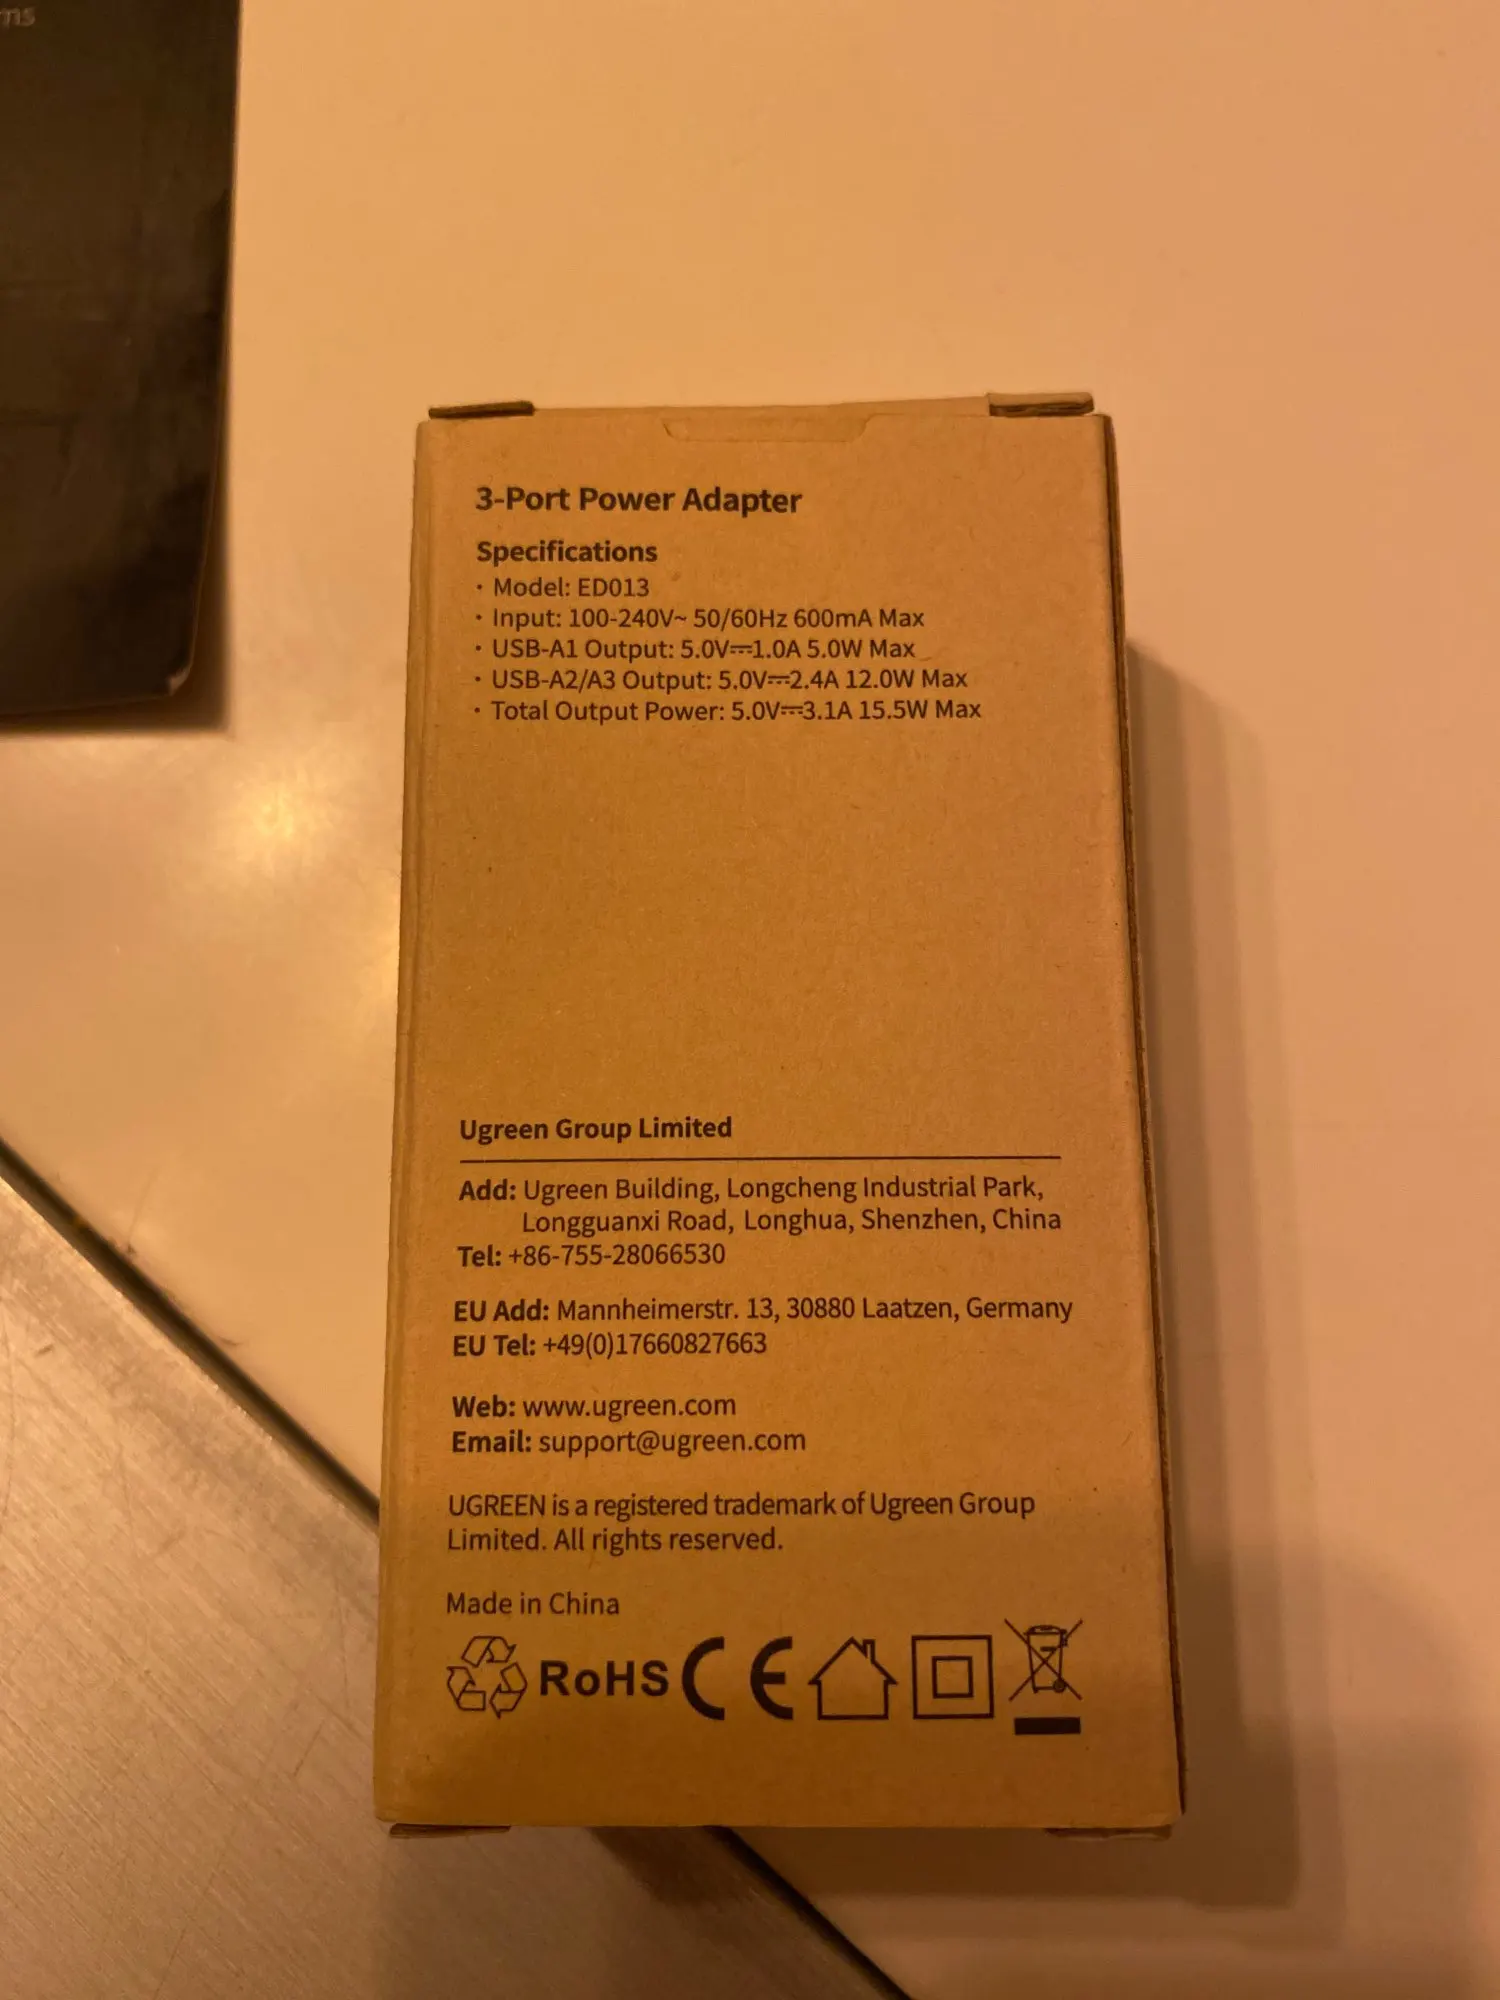 ms
3-Port Power Adapter
Specifications
· Model: ED013
· Input: 100-240V~ 50/60Hz 600mA Max
· USB-A1 Output: 5.0V⎓1.0A 5.0W Max
· USB-A2/A3 Output: 5.0V⎓2.4A 12.0W Max
· Total Output Power: 5.0V⎓3.1A 15.5W Max
Ugreen Group Limited
Add: Ugreen Building, Longcheng Industrial Park,
Longguanxi Road, Longhua, Shenzhen, China
Tel: +86-755-28066530
EU Add: Mannheimerstr. 13, 30880 Laatzen, Germany
EU Tel: +49(0)17660827663
Web: www.ugreen.com
Email: support@ugreen.com
UGREEN is a registered trademark of Ugreen Group
Limited. All rights reserved.
Made in China
RoHS CE